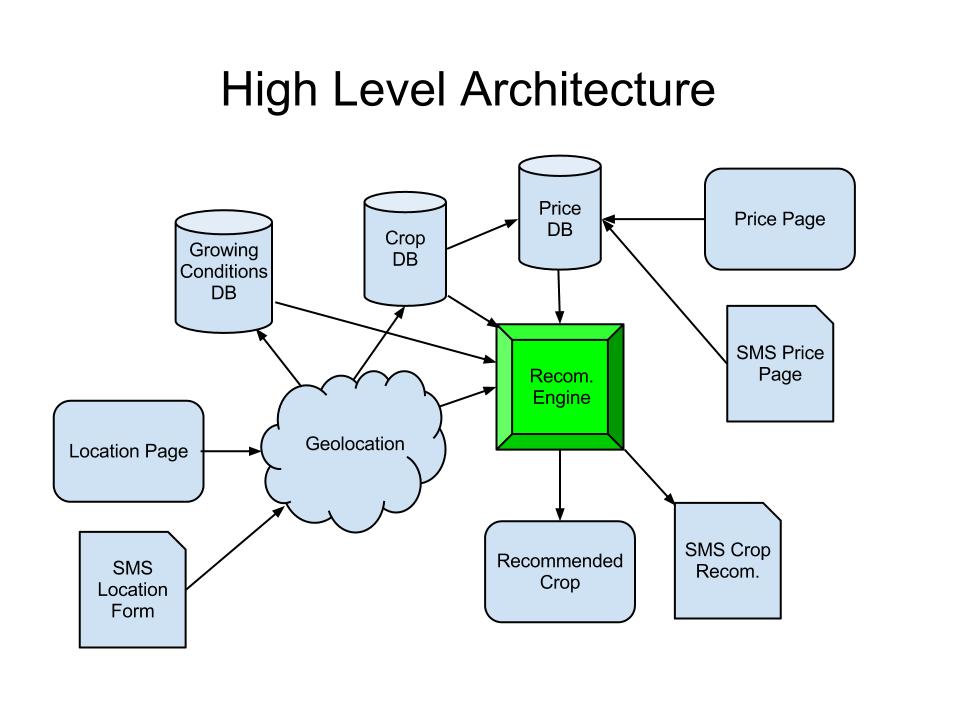 High Level Architecture
Growing
Conditions
DB
Crop
DB
Price
DB
Price Page
SMS Price
Page
Recom.
Engine
Geolocation
Location Page
SMS
Location
Form
Recommended
Crop
SMS Crop
Recom.